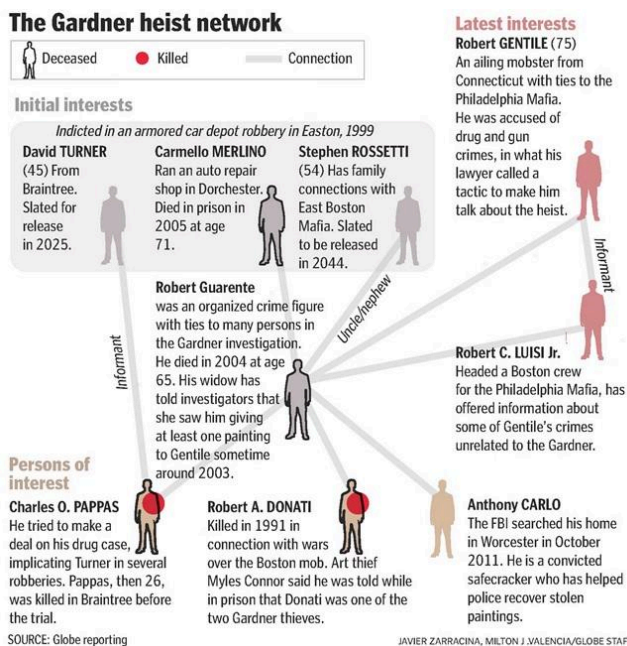 The Gardner heist network
Deceased
Killed
Connection
Initial interests
Indicted in an armored car depot robbery in Easton, 1999
David TURNER
(45) From
Braintree.
Slated for
release
in 2025.
Carmello MERLINO
Ran an auto repair
shop in Dorchester.
Died in prison in
2005 at age
71.
Stephen ROSSETTI
(54) Has family
connections with
East Boston
Mafia. Slated
to be released
in 2044.
Latest interests
Robert GENTILE (75)
An ailing mobster from
Connecticut with ties to the
Philadelphia Mafia.
He was accused of
drug and gun
crimes, in what his
lawyer called a
tactic to make him
talk about the heist.
Informant
Robert Guarente
was an organized crime figure
with ties to many persons in
the Gardner investigation.
He died in 2004 at age
65. His widow has
told investigators that
she saw him giving
at least one painting
to Gentile sometime
around 2003.
Uncle/nephew
Informant
Robert C. LUISI Jr.
Headed a Boston crew
for the Philadelphia Mafia, has
offered information about
some of Gentile's crimes
unrelated to the Gardner.
Persons of
interest
Charles O. PAPPAS
He tried to make a
deal on his drug case,
implicating Turner in several
robberies. Pappas, then 26,
was killed in Braintree before
the trial.
Robert A. DONATI
Killed in 1991 in
connection with wars
over the Boston mob. Art thief
Myles Connor said he was told while
in prison that Donati was one of the
two Gardner thieves.
Anthony CARLO
The FBI searched his home
in Worcester in October
2011. He is a convicted
safecracker who has helped
police recover stolen
paintings.
SOURCE: Globe reporting
JAVIER ZARRACINA, MILTON J.VALENCIA/GLOBE STAF